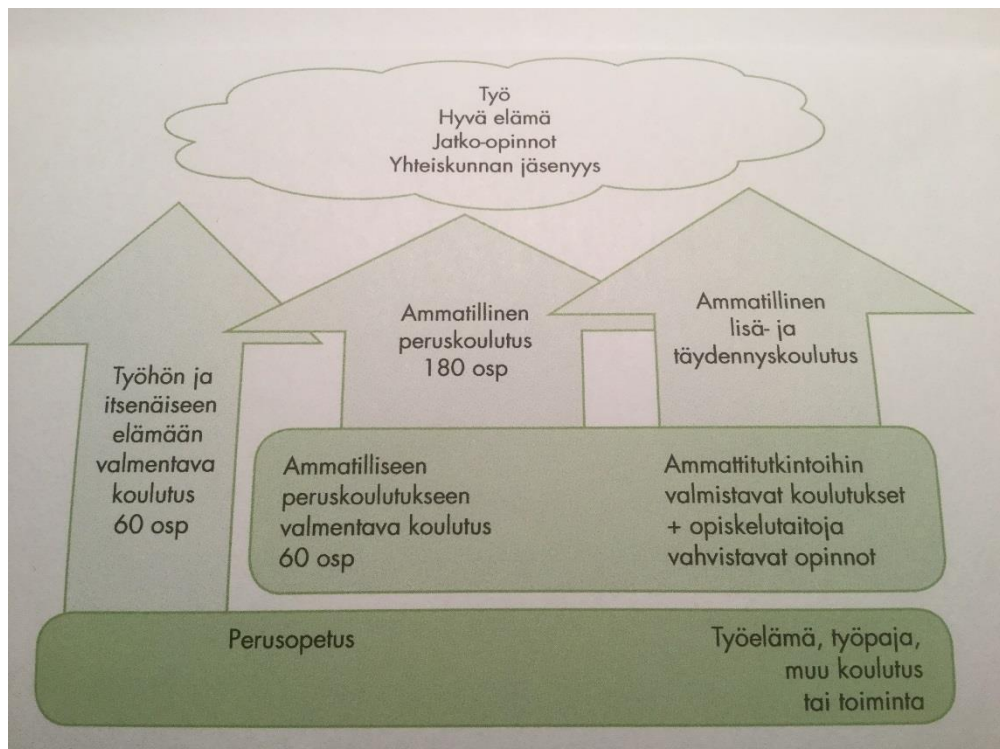 Työ
Hyvä elämä
Jatko-opinnot
Yhteiskunnan jäsenyys
Työhön ja
itsenäiseen
elämään
valmentava
koulutus
60 osp
Ammatillinen
peruskoulutus
180 osp
Ammatillinen
lisä- ja
täydennyskoulutus
Ammatilliseen
peruskoulutukseen
valmentava koulutus
60 osp
Ammattitutkintoihin
valmistavat koulutukset
+ opiskelutaitoja
vahvistavat opinnot
Perusopetus
Työelämä, työpaja,
muu koulutus
tai toiminta